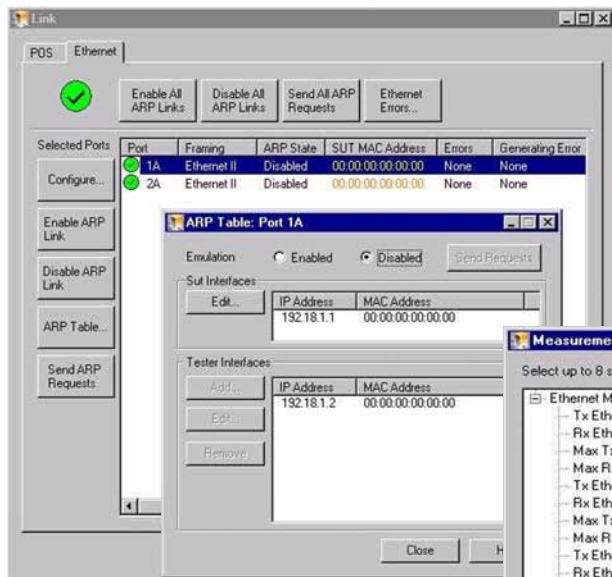 Link
POS Ethernet
Enable All ARP Links
Disable All ARP Links
Send All ARP Requests
Ethernet Errors...
Selected Ports
Port Framing ARP State SUT MAC Address Errors Generating Error
1A Ethernet II Disabled 00:00:00:00:00:00 None None
2A Ethernet II Disabled 00:00:00:00:00:00 None None
Configure...
Enable ARP Link
Disable ARP Link
ARP Table...
Send ARP Requests
ARP Table: Port 1A
Emulation Enabled Disabled Send Requests
Sut Interfaces
Edit...
IP Address MAC Address
192.18.1.1 00:00:00:00:00:00
Tester Interfaces
Add...
Edit...
Remove
IP Address MAC Address
192.18.1.2 00:00:00:00:00:00
Close H
Measureme
Select up to 8 s
Ethernet M
Tx Eth
Rx Eth
Max T
Max R
Tx Eth
Rx Eth
Max T
Max R
Tx Eth
Rx Eth